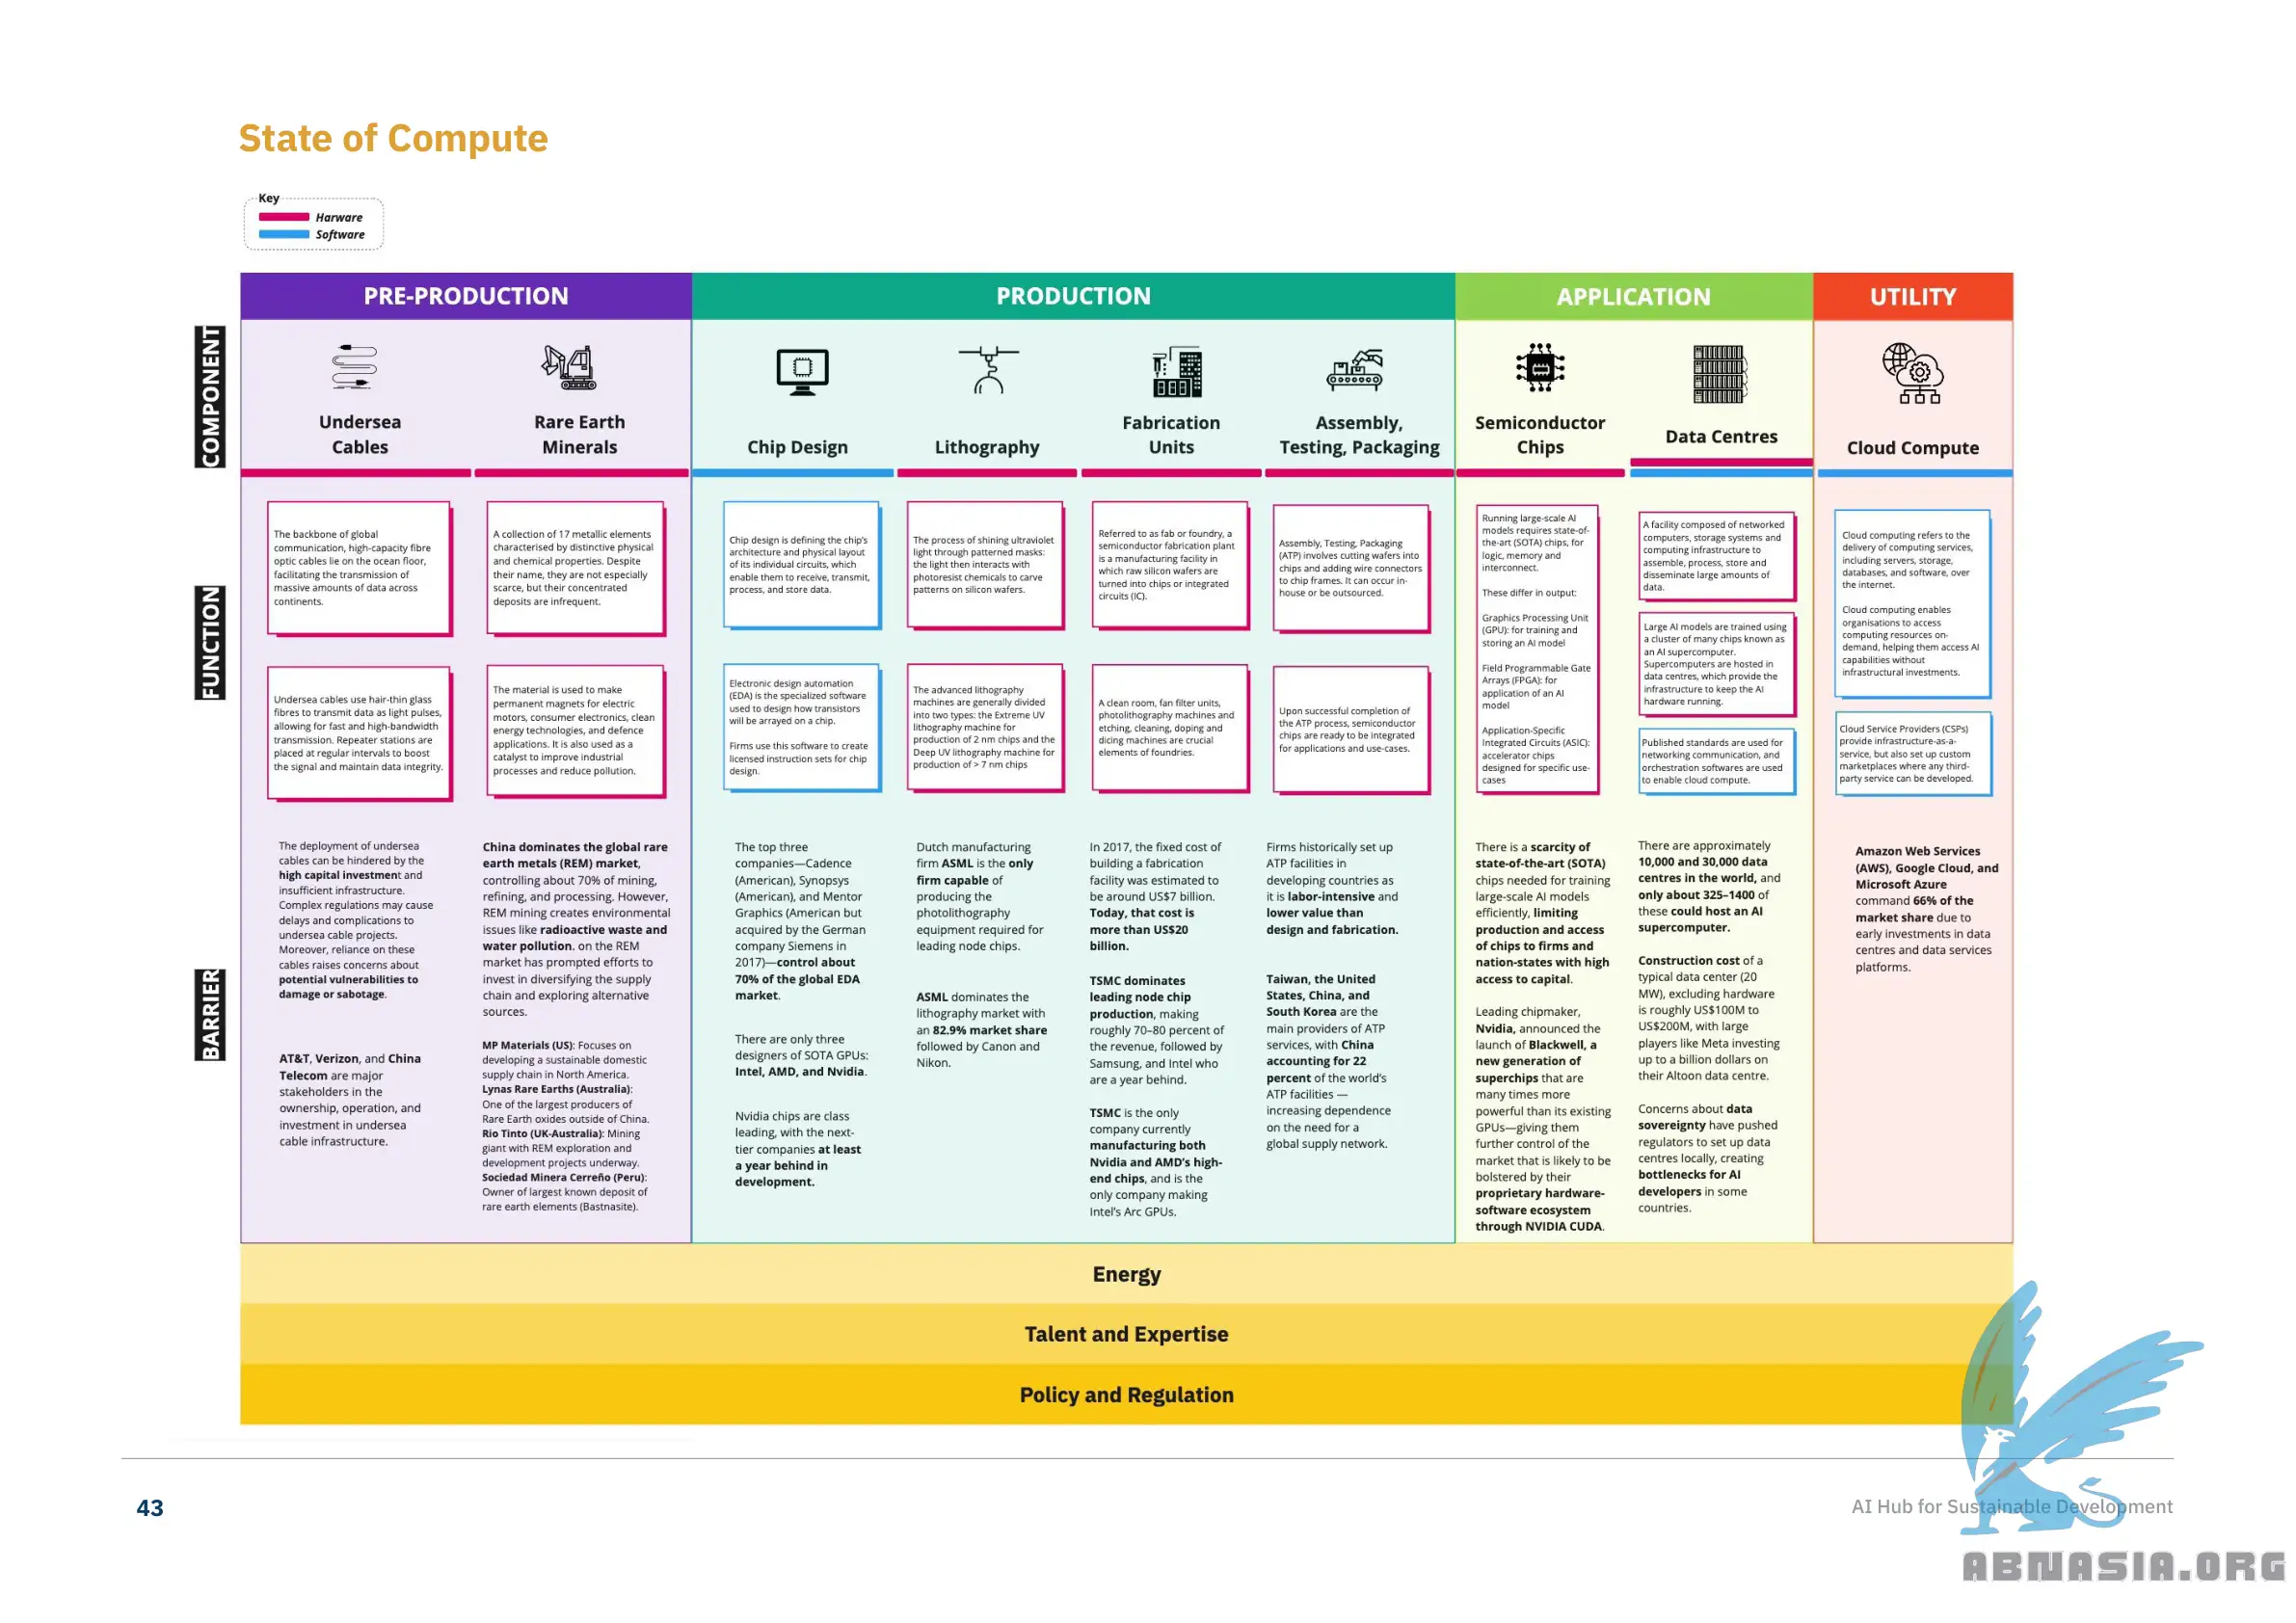 State of Compute
Key
Harware
Software
PRE-PRODUCTION
PRODUCTION
APPLICATION
UTILITY
COMPONENT
Undersea
Cables
Rare Earth
Minerals
Chip Design
Lithography
Fabrication
Units
Assembly,
Testing, Packaging
Semiconductor
Chips
Data Centres
Cloud Compute
FUNCTION
The backbone of global
communication, high-capacity fibre
optic cables lie on the ocean floor,
facilitating the transmission of
massive amounts of data across
continents.
Undersea cables use hair-thin glass
fibres to transmit data as light pulses,
allowing for fast and high-bandwidth
transmission. Repeater stations are
placed at regular intervals to boost
the signal and maintain data integrity.
A collection of 17 metallic elements
characterised by distinctive physical
and chemical properties. Despite
their name, they are not especially
scarce, but their concentrated
deposits are infrequent.
The material is used to make
permanent magnets for electric
motors, consumer electronics, clean
energy technologies, and defence
applications. It is also used as a
catalyst to improve industrial
processes and reduce pollution.
Chip design is defining the chip's
architecture and physical layout
of its individual circuits, which
enable them to receive, transmit,
process, and store data.
Electronic design automation
(EDA) is the specialized software
used to design how transistors
will be arrayed on a chip.
Firms use this software to create
licensed instruction sets for chip
design.
The process of shining ultraviolet
light through patterned masks:
the light then interacts with
photoresist chemicals to carve
patterns on silicon wafers.
The advanced lithography
machines are generally divided
into two types: the Extreme UV
lithography machine for
production of 2 nm chips and the
Deep UV lithography machine for
production of > 7 nm chips
Referred to as fab or foundry, a
semiconductor fabrication plant
is a manufacturing facility in
which raw silicon wafers are
turned into chips or integrated
circuits (IC).
A clean room, fan filter units,
photolithography machines and
etching, cleaning, doping and
dicing machines are crucial
elements of foundries.
Assembly, Testing, Packaging
(ATP) involves cutting wafers into
chips and adding wire connectors
to chip frames. It can occur in-
house or be outsourced.
Upon successful completion of
the ATP process, semiconductor
chips are ready to be integrated
for applications and use-cases.
Running large-scale AI
models requires state-of-
the-art (SOTA) chips, for
logic, memory and
interconnect.
These differ in output:
Graphics Processing Unit
(GPU): for training and
storing an AI model
Field Programmable Gate
Arrays (FPGA): for
application of an AI
model
Application-Specific
Integrated Circuits (ASIC):
accelerator chips
designed for specific use-
cases
A facility composed of networked
computers, storage systems and
computing infrastructure to
assemble, process, store and
disseminate large amounts of
data.
Large AI models are trained using
a cluster of many chips known as
an AI supercomputer.
Supercomputers are hosted in
data centres, which provide the
infrastructure to keep the AI
hardware running.
Published standards are used for
networking communication, and
orchestration softwares are used
to enable cloud compute.
Cloud computing refers to the
delivery of computing services,
including servers, storage,
databases, and software, over
the internet.
Cloud computing enables
organisations to access
computing resources on-
demand, helping them access AI
capabilities without
infrastructural investments.
Cloud Service Providers (CSPs)
provide infrastructure-as-a-
service, but also set up custom
marketplaces where any third-
party service can be developed.
BARRIER
The deployment of undersea
cables can be hindered by the
high capital investment and
insufficient infrastructure.
Complex regulations may cause
delays and complications to
undersea cable projects.
Moreover, reliance on these
cables raises concerns about
potential vulnerabilities to
damage or sabotage.
AT&T, Verizon, and China
Telecom are major
stakeholders in the
ownership, operation, and
investment in undersea
cable infrastructure.
China dominates the global rare
earth metals (REM) market,
controlling about 70% of mining,
refining, and processing. However,
REM mining creates environmental
issues like radioactive waste and
water pollution. on the REM
market has prompted efforts to
invest in diversifying the supply
chain and exploring alternative
sources.
MP Materials (US): Focuses on
developing a sustainable domestic
supply chain in North America.
Lynas Rare Earths (Australia):
One of the largest producers of
Rare Earth oxides outside of China.
Rio Tinto (UK-Australia): Mining
giant with REM exploration and
development projects underway.
Sociedad Minera Cerreño (Peru):
Owner of largest known deposit of
rare earth elements (Bastnasite).
The top three
companies—Cadence
(American), Synopsys
(American), and Mentor
Graphics (American but
acquired by the German
company Siemens in
2017)—control about
70% of the global EDA
market.
There are only three
designers of SOTA GPUs:
Intel, AMD, and Nvidia.
Nvidia chips are class
leading, with the next-
tier companies at least
a year behind in
development.
Dutch manufacturing
firm ASML is the only
firm capable of
producing the
photolithography
equipment required for
leading node chips.
ASML dominates the
lithography market with
an 82.9% market share
followed by Canon and
Nikon.
In 2017, the fixed cost of
building a fabrication
facility was estimated to
be around US$7 billion.
Today, that cost is
more than US$20
billion.
TSMC dominates
leading node chip
production, making
roughly 70–80 percent of
the revenue, followed by
Samsung, and Intel who
are a year behind.
TSMC is the only
company currently
manufacturing both
Nvidia and AMD's high-
end chips, and is the
only company making
Intel's Arc GPUs.
Firms historically set up
ATP facilities in
developing countries as
it is labor-intensive and
lower value than
design and fabrication.
Taiwan, the United
States, China, and
South Korea are the
main providers of ATP
services, with China
accounting for 22
percent of the world's
ATP facilities —
increasing dependence
on the need for a
global supply network.
There is a scarcity of
state-of-the-art (SOTA)
chips needed for training
large-scale AI models
efficiently, limiting
production and access
of chips to firms and
nation-states with high
access to capital.
Leading chipmaker,
Nvidia, announced the
launch of Blackwell, a
new generation of
superchips that are
many times more
powerful than its existing
GPUs—giving them
further control of the
market that is likely to be
bolstered by their
proprietary hardware-
software ecosystem
through NVIDIA CUDA.
There are approximately
10,000 and 30,000 data
centres in the world, and
only about 325–1400 of
these could host an AI
supercomputer.
Construction cost of a
typical data center (20
MW), excluding hardware
is roughly US$100M to
US$200M, with large
players like Meta investing
up to a billion dollars on
their Altoon data centre.
Concerns about data
sovereignty have pushed
regulators to set up data
centres locally, creating
bottlenecks for AI
developers in some
countries.
Amazon Web Services
(AWS), Google Cloud, and
Microsoft Azure
command 66% of the
market share due to
early investments in data
centres and data services
platforms.
Energy
Talent and Expertise
Policy and Regulation
43
AI Hub for Sustainable Development
ABNASIA.ORG